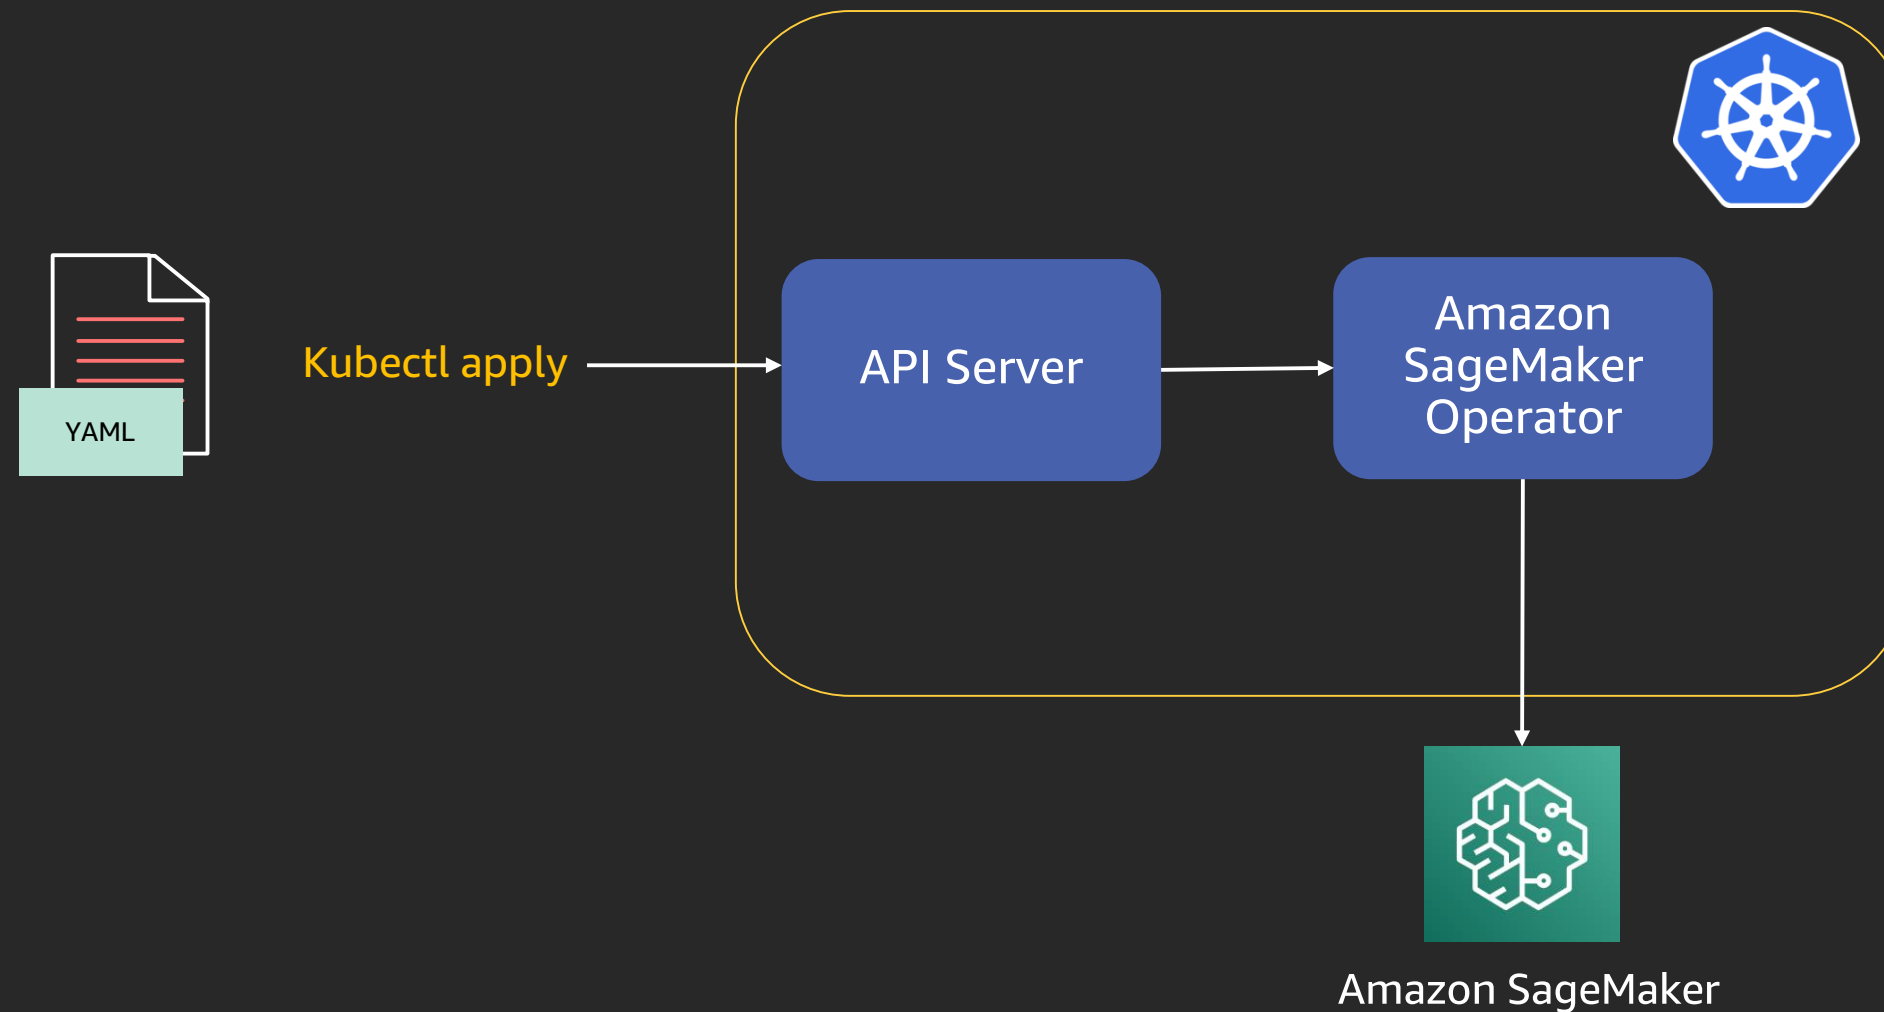 YAML
Kubectl apply
API Server
Amazon
SageMaker
Operator
Amazon SageMaker